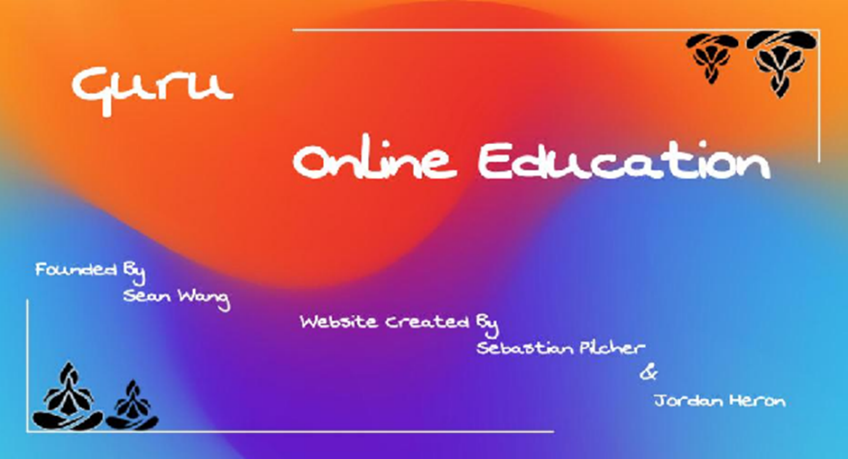 Guru
Online Education
Founded By
Sean Wang
Website Created By
Sebastian Pilcher
&
Jordan Heron